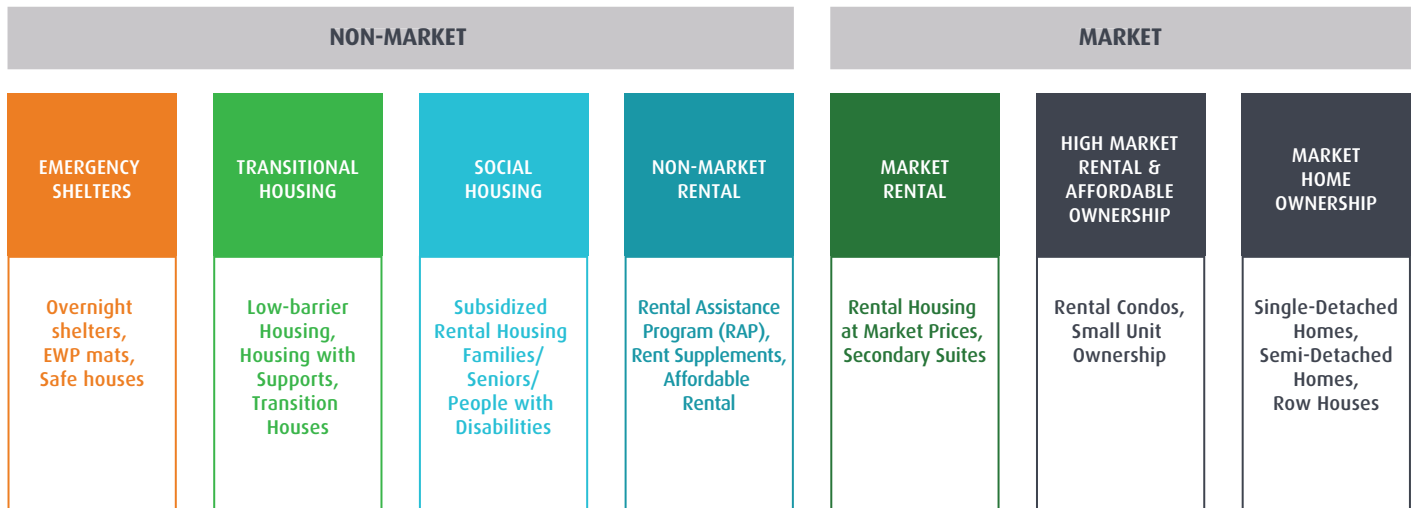 NON-MARKET
MARKET
EMERGENCY
SHELTERS
TRANSITIONAL
HOUSING
SOCIAL
HOUSING
NON-MARKET
RENTAL
MARKET
RENTAL
HIGH MARKET
RENTAL &
AFFORDABLE
OWNERSHIP
MARKET
HOME
OWNERSHIP
Overnight
shelters,
EWP mats,
Safe houses
Low-barrier
Housing,
Housing with
Supports,
Transition
Houses
Subsidized
Rental Housing
Families/
Seniors/
People with
Disabilities
Rental Assistance
Program (RAP),
Rent Supplements,
Affordable
Rental
Rental Housing
at Market Prices,
Secondary Suites
Rental Condos,
Small Unit
Ownership
Single-Detached
Homes,
Semi-Detached
Homes,
Row Houses